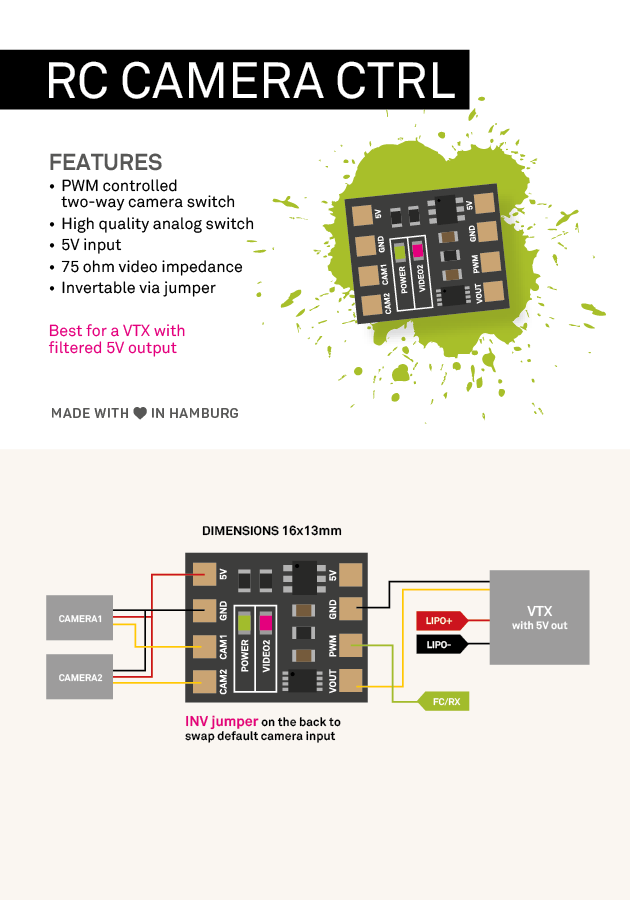 RC CAMERA CTRL
FEATURES
• PWM controlled
two-way camera switch
• High quality analog switch
• 5V input
• 75 ohm video impedance
• Invertable via jumper
Best for a VTX with
filtered 5V output
MADE WITH ♥ IN HAMBURG
5V
GND
CAM1
CAM2
POWER
VIDEO2
5V
GND
PWM
VOUT
DIMENSIONS 16x13mm
CAMERA1
CAMERA2
5V
GND
CAM1
CAM2
POWER
VIDEO2
5V
GND
PWM
VOUT
VTX
with 5V out
LIPO+
LIPO-
FC/RX
INV jumper on the back to
swap default camera input